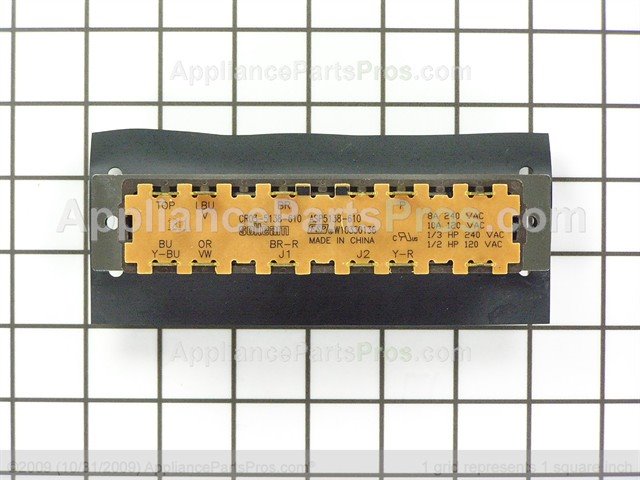 AppliancePartsPros.com
TOP
BU
V
BR
P
MADE IN CHINA
8A 240 VAC
10A 120 VAC
1/3 HP 240 VAC
1/2 HP 120 VAC
BU
OR
BR-R
Y-BU
VW
J1
J2
Y-R
AppliancePartsPros.com
©2009 (10/31/2009) AppliancePartsPros.com
1 grid represents 1 square inch